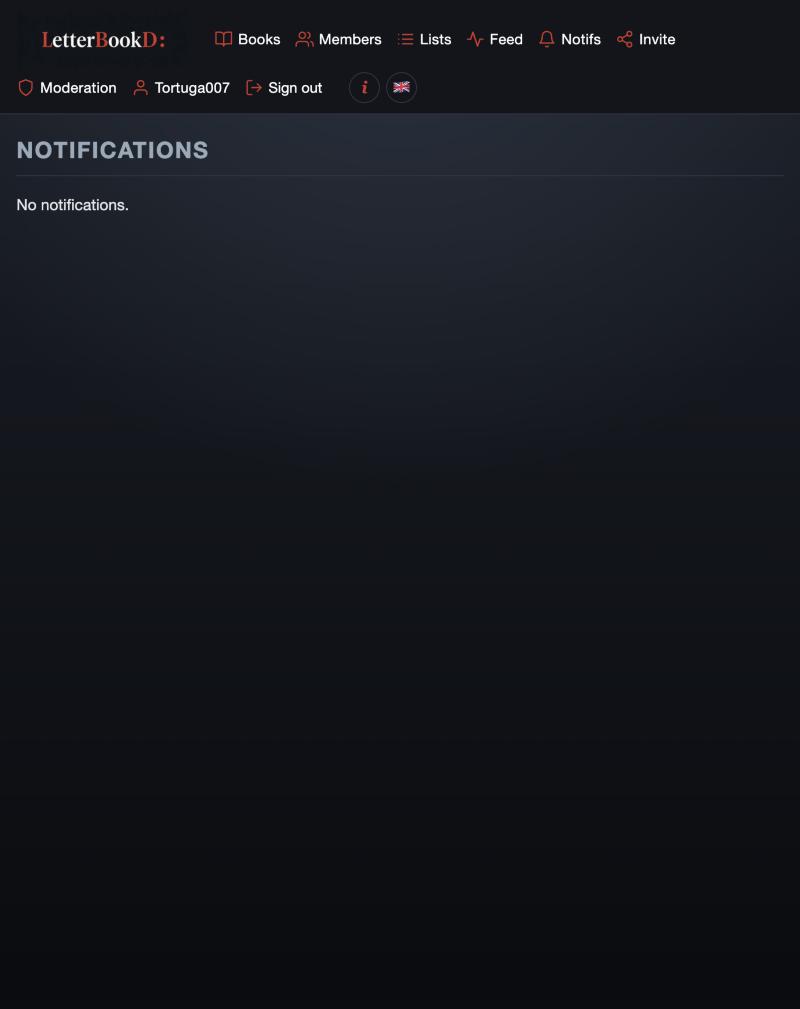 LetterBookD: Books Members Lists Feed Notifs Invite
Moderation Tortuga007 Sign out i
NOTIFICATIONS
No notifications.